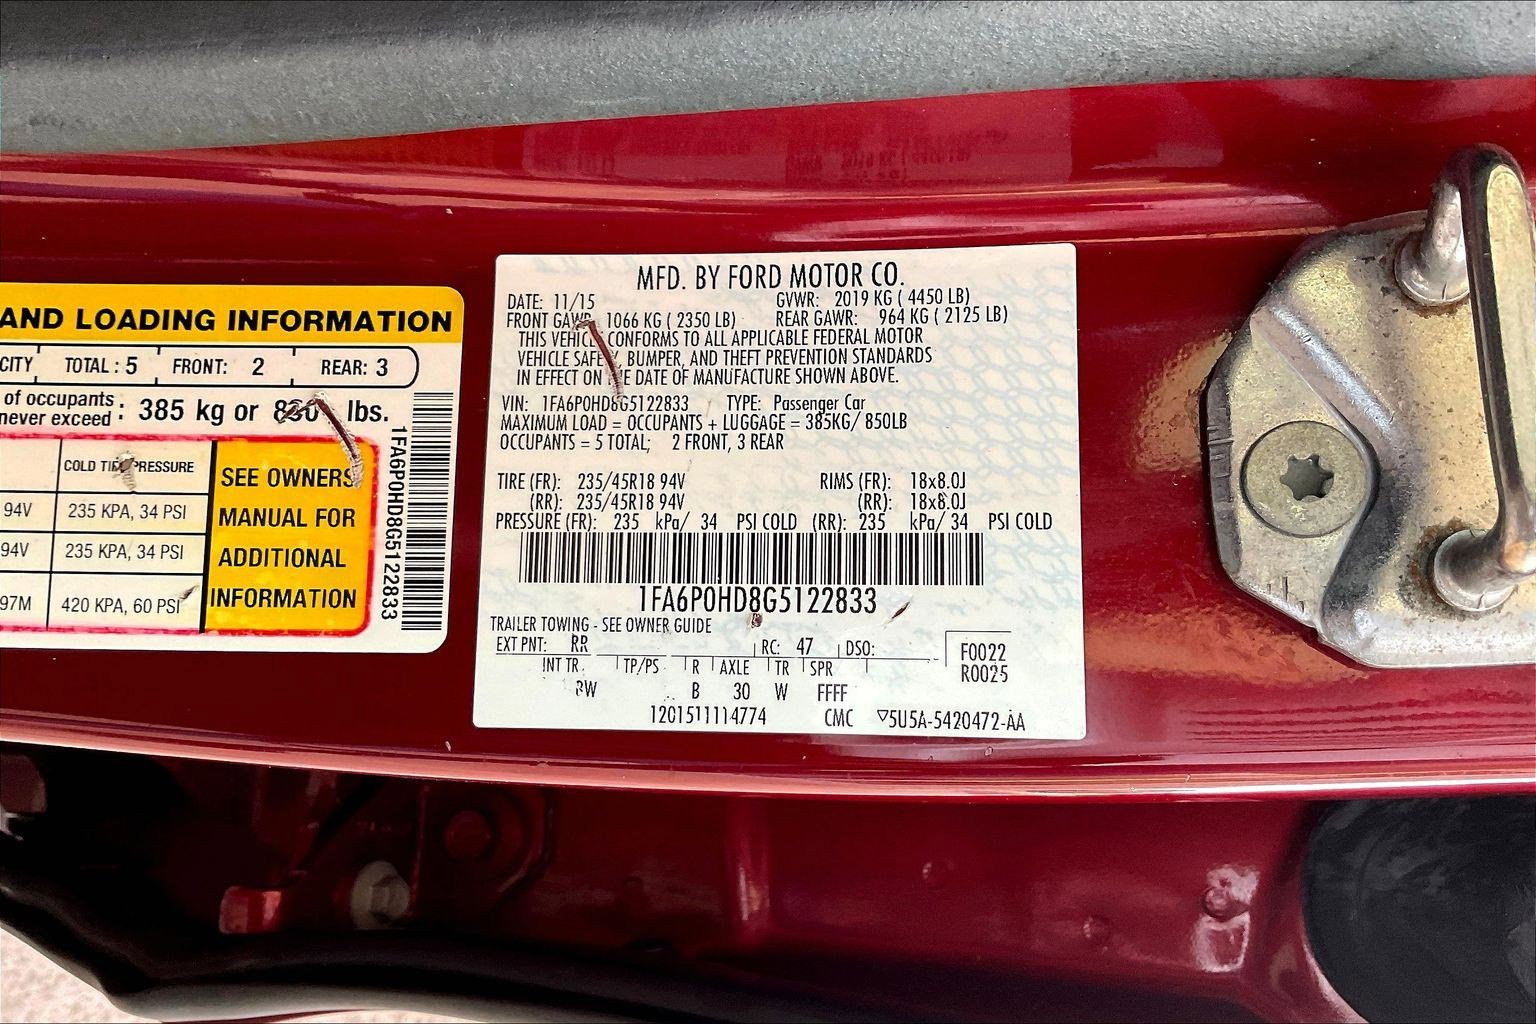 AND LOADING INFORMATION
CITY TOTAL : 5 FRONT: 2 REAR: 3
of occupants
never exceed : 385 kg or lbs.
COLD PRESSURE
94V 235 KPA, 34 PSI
94V 235 KPA, 34 PSI
97M 420 KPA, 60 PSI
SEE OWNERS
MANUAL FOR
ADDITIONAL
INFORMATION
1FA6P0HD8G5122833
MFD. BY FORD MOTOR CO.
DATE: 11/15 GVWR: 2019 KG ( 4450 LB)
FRONT GAWR: 1066 KG ( 2350 LB) REAR GAWR: 964 KG ( 2125 LB)
THIS CONFORMS TO ALL APPLICABLE FEDERAL MOTOR
VEHICLE BUMPER, AND THEFT PREVENTION STANDARDS
IN EFFECT ON DATE OF MANUFACTURE SHOWN ABOVE.
VIN: 1FA6P0HD8G5122833 TYPE: Passenger Car
MAXIMUM LOAD = OCCUPANTS + LUGGAGE = 385KG/ 850LB
OCCUPANTS = 5 TOTAL; 2 FRONT, 3 REAR
TIRE (FR): 235/45R18 94V RIMS (FR): 18x8.0J
(RR): 235/45R18 94V (RR): 18x8.0J
PRESSURE (FR): 235 kPa/ 34 PSI COLD (RR): 235 kPa/ 34 PSI COLD
1FA6P0HD8G5122833
TRAILER TOWING - SEE OWNER GUIDE
EXT PNT: RR RC: 47 DSO: F0022
INT TR TP/PS R AXLE TR SPR R0025
B 30 W FFFF
1201511114774 CMC ▽5U5A-5420472-AA